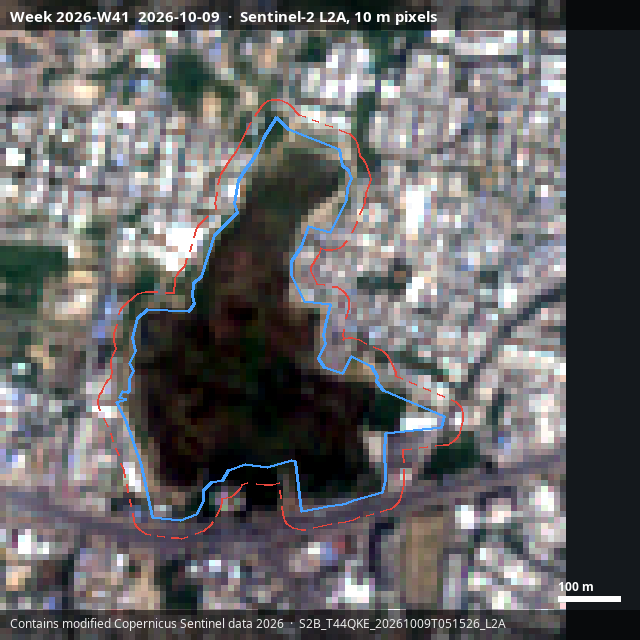 Week 2026-W41  2026-10-09  ·  Sentinel-2 L2A, 10 m pixels
100 m
Contains modified Copernicus Sentinel data 2026  ·  S2B_T44QKE_20261009T051526_L2A